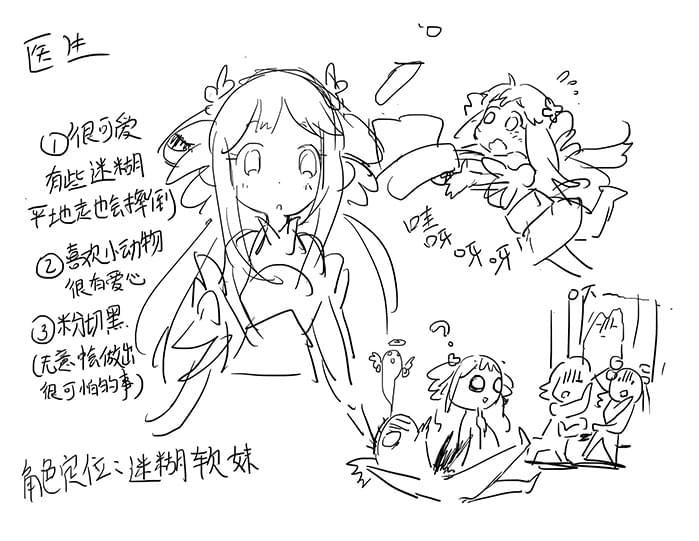 医生
①很可爱
有些迷糊
平地走也会摔倒
②喜欢小动物
很有爱心
③粉切黑
(无意恰做出
很可怕的事)
角色定位：迷糊软妹
哇呀呀呀
?
吓